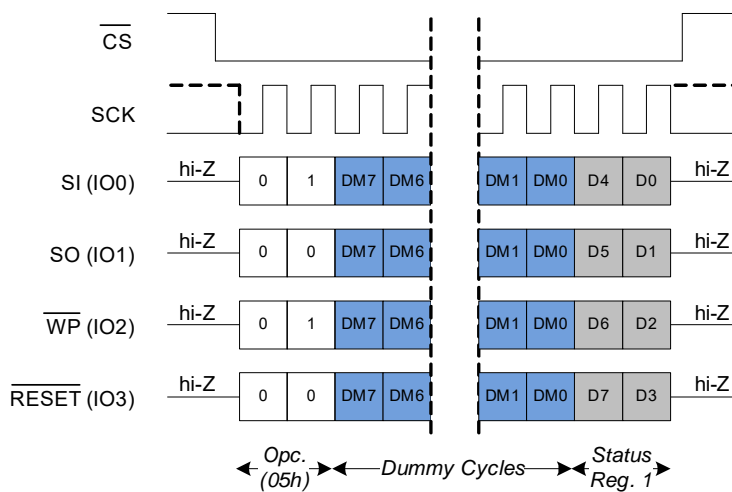 CS
SCK
hi-Z hi-Z
SI (IO0) 0 1 DM7 DM6 DM1 DM0 D4 D0
hi-Z hi-Z
SO (IO1) 0 0 DM7 DM6 DM1 DM0 D5 D1
hi-Z hi-Z
WP (IO2) 0 1 DM7 DM6 DM1 DM0 D6 D2
hi-Z hi-Z
RESET (IO3) 0 0 DM7 DM6 DM1 DM0 D7 D3
Opc. Status
(05h) Dummy Cycles Reg. 1